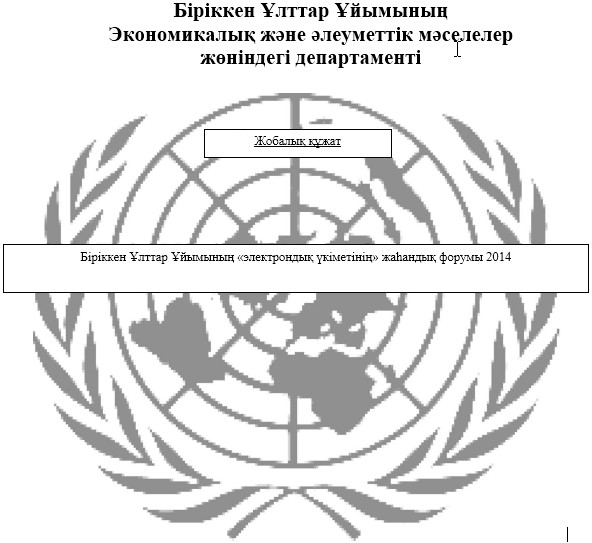 Біріккен Ұлттар Ұйымының
Экономикалық және әлеуметтік мәселелер
жөніндегі департаменті
Жобалық құжат
Біріккен Ұлттар Ұйымының «электрондық үкіметінің» жаһандық форумы 2014